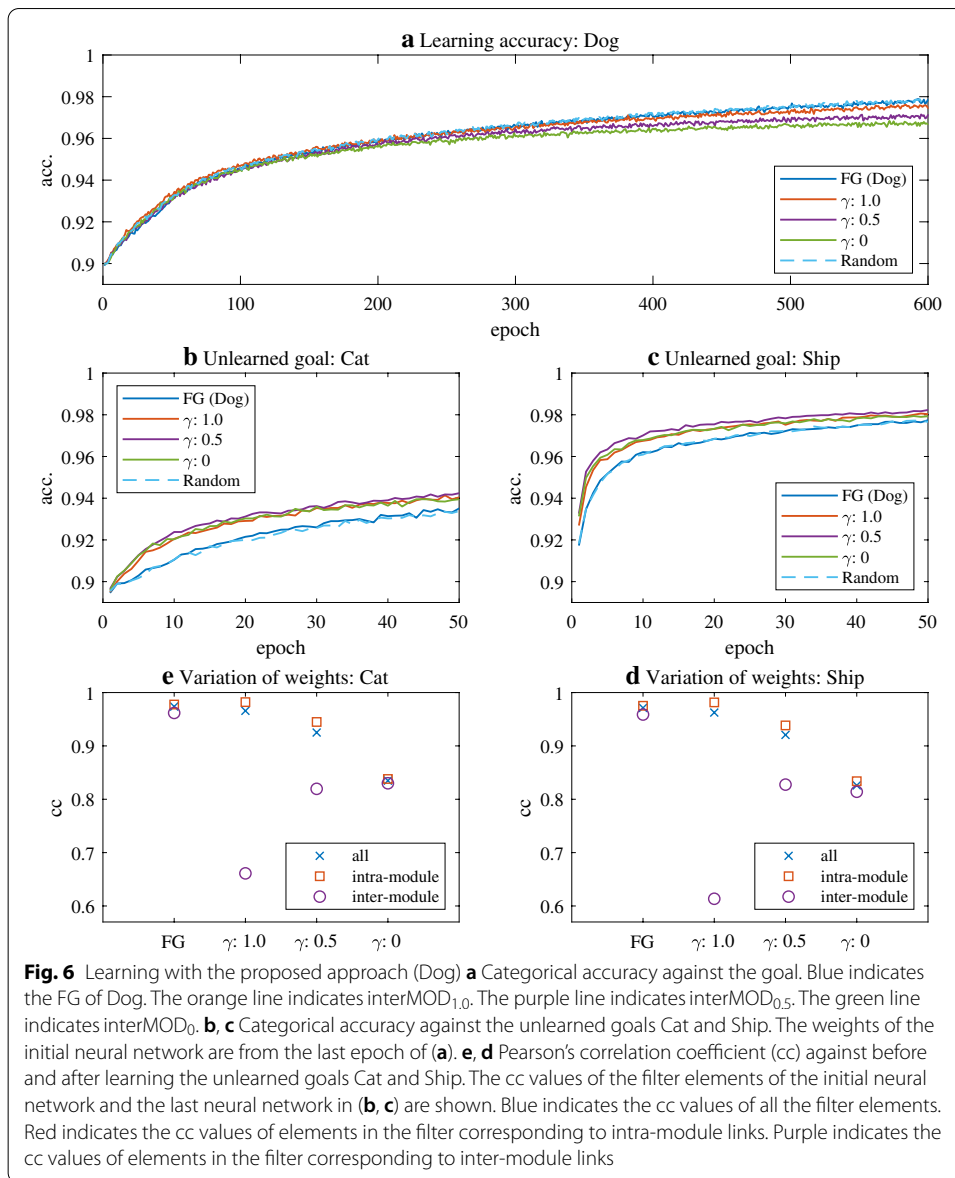 a Learning accuracy: Dog
1
0.98
0.96
0.94
0.92
0.9
acc.
FG (Dog)
γ: 1.0
γ: 0.5
γ: 0
Random
0 100 200 300 400 500 600
epoch
b Unlearned goal: Cat
1
0.98
0.96
0.94
0.92
0.9
acc.
FG (Dog)
γ: 1.0
γ: 0.5
γ: 0
Random
0 10 20 30 40 50
epoch
c Unlearned goal: Ship
1
0.98
0.96
0.94
0.92
0.9
acc.
FG (Dog)
γ: 1.0
γ: 0.5
γ: 0
Random
0 10 20 30 40 50
epoch
e Variation of weights: Cat
1
0.9
0.8
0.7
0.6
cc
all
intra-module
inter-module
FG γ: 1.0 γ: 0.5 γ: 0
d Variation of weights: Ship
1
0.9
0.8
0.7
0.6
cc
all
intra-module
inter-module
FG γ: 1.0 γ: 0.5 γ: 0
Fig. 6 Learning with the proposed approach (Dog) a Categorical accuracy against the goal. Blue indicates
the FG of Dog. The orange line indicates interMOD1.0. The purple line indicates interMOD0.5. The green line
indicates interMOD0. b, c Categorical accuracy against the unlearned goals Cat and Ship. The weights of the
initial neural network are from the last epoch of (a). e, d Pearson's correlation coefficient (cc) against before
and after learning the unlearned goals Cat and Ship. The cc values of the filter elements of the initial neural
network and the last neural network in (b, c) are shown. Blue indicates the cc values of all the filter elements.
Red indicates the cc values of elements in the filter corresponding to intra-module links. Purple indicates the
cc values of elements in the filter corresponding to inter-module links